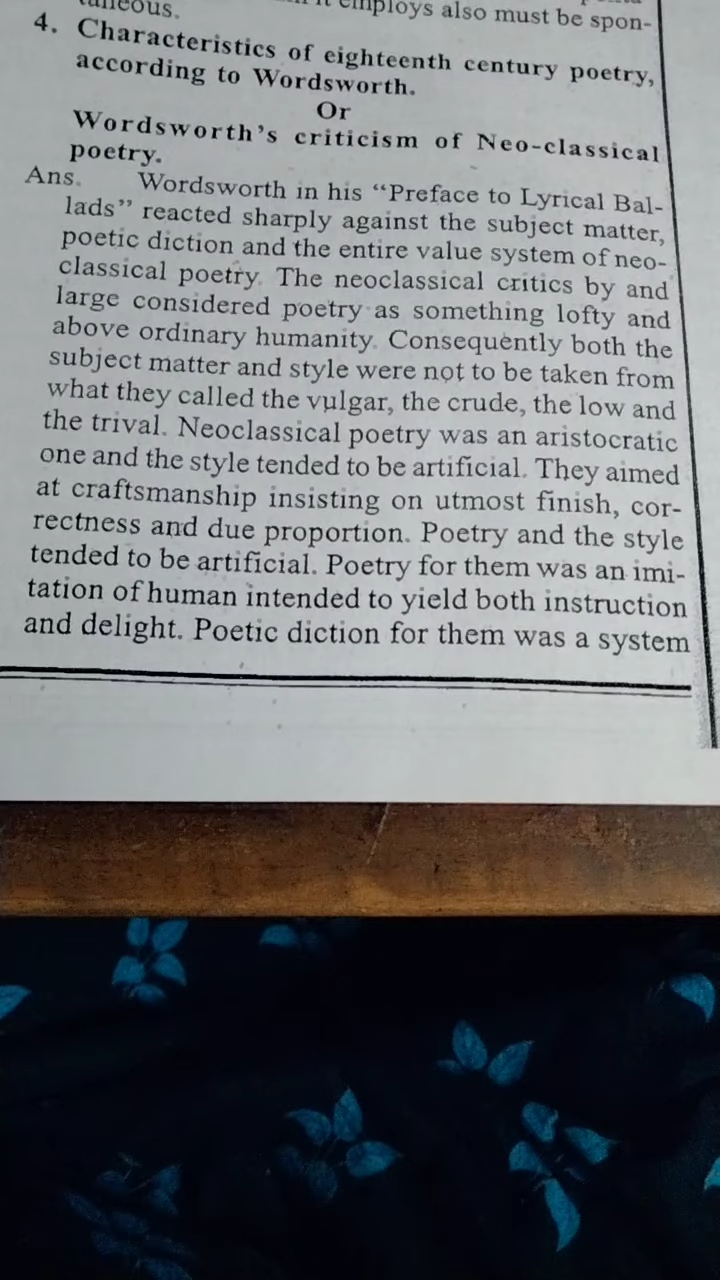 employs also must be spon-
4. Characteristics of eighteenth century poetry,
according to Wordsworth.
Or
Wordsworth's criticism of Neo-classical
poetry.
Ans. Wordsworth in his “Preface to Lyrical Bal-
lads” reacted sharply against the subject matter,
poetic diction and the entire value system of neo-
classical poetry. The neoclassical critics by and
large considered poetry as something lofty and
above ordinary humanity. Consequently both the
subject matter and style were not to be taken from
what they called the vulgar, the crude, the low and
the trival. Neoclassical poetry was an aristocratic
one and the style tended to be artificial. They aimed
at craftsmanship insisting on utmost finish, cor-
rectness and due proportion. Poetry and the style
tended to be artificial. Poetry for them was an imi-
tation of human intended to yield both instruction
and delight. Poetic diction for them was a system